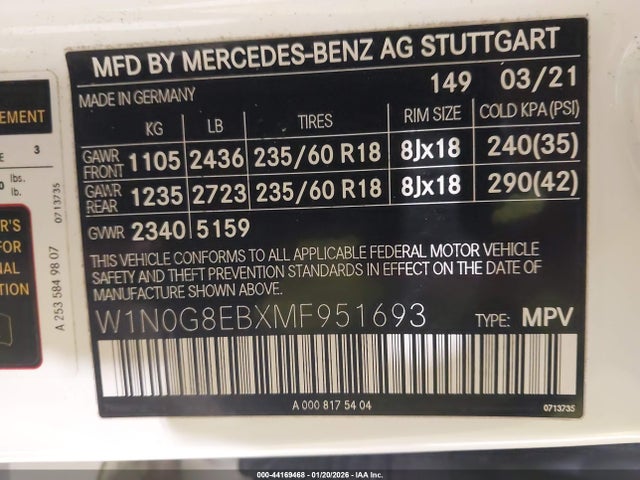 MFD BY MERCEDES-BENZ AG STUTTGART
149 03/21
MADE IN GERMANY
KG LB TIRES RIM SIZE COLD KPA(PSI)
GAWR FRONT 1105 2436 235/60 R18 8Jx18 240(35)
GAWR REAR 1235 2723 235/60 R18 8Jx18 290(42)
GVWR 2340 5159
THIS VEHICLE CONFORMS TO ALL APPLICABLE FEDERAL MOTOR VEHICLE
SAFETY AND THEFT PREVENTION STANDARDS IN EFFECT ON THE DATE OF
MANUFACTURE SHOWN ABOVE.
W1N0G8EBXMF951693 TYPE: MPV
A 000 817 54 04
0713735
EMENT
3
lbs.
kg.
0713735
R'S
FOR
NAL
TION
A 253 584 98 07
000-44169468 - 01/20/2026 - IAA Inc.